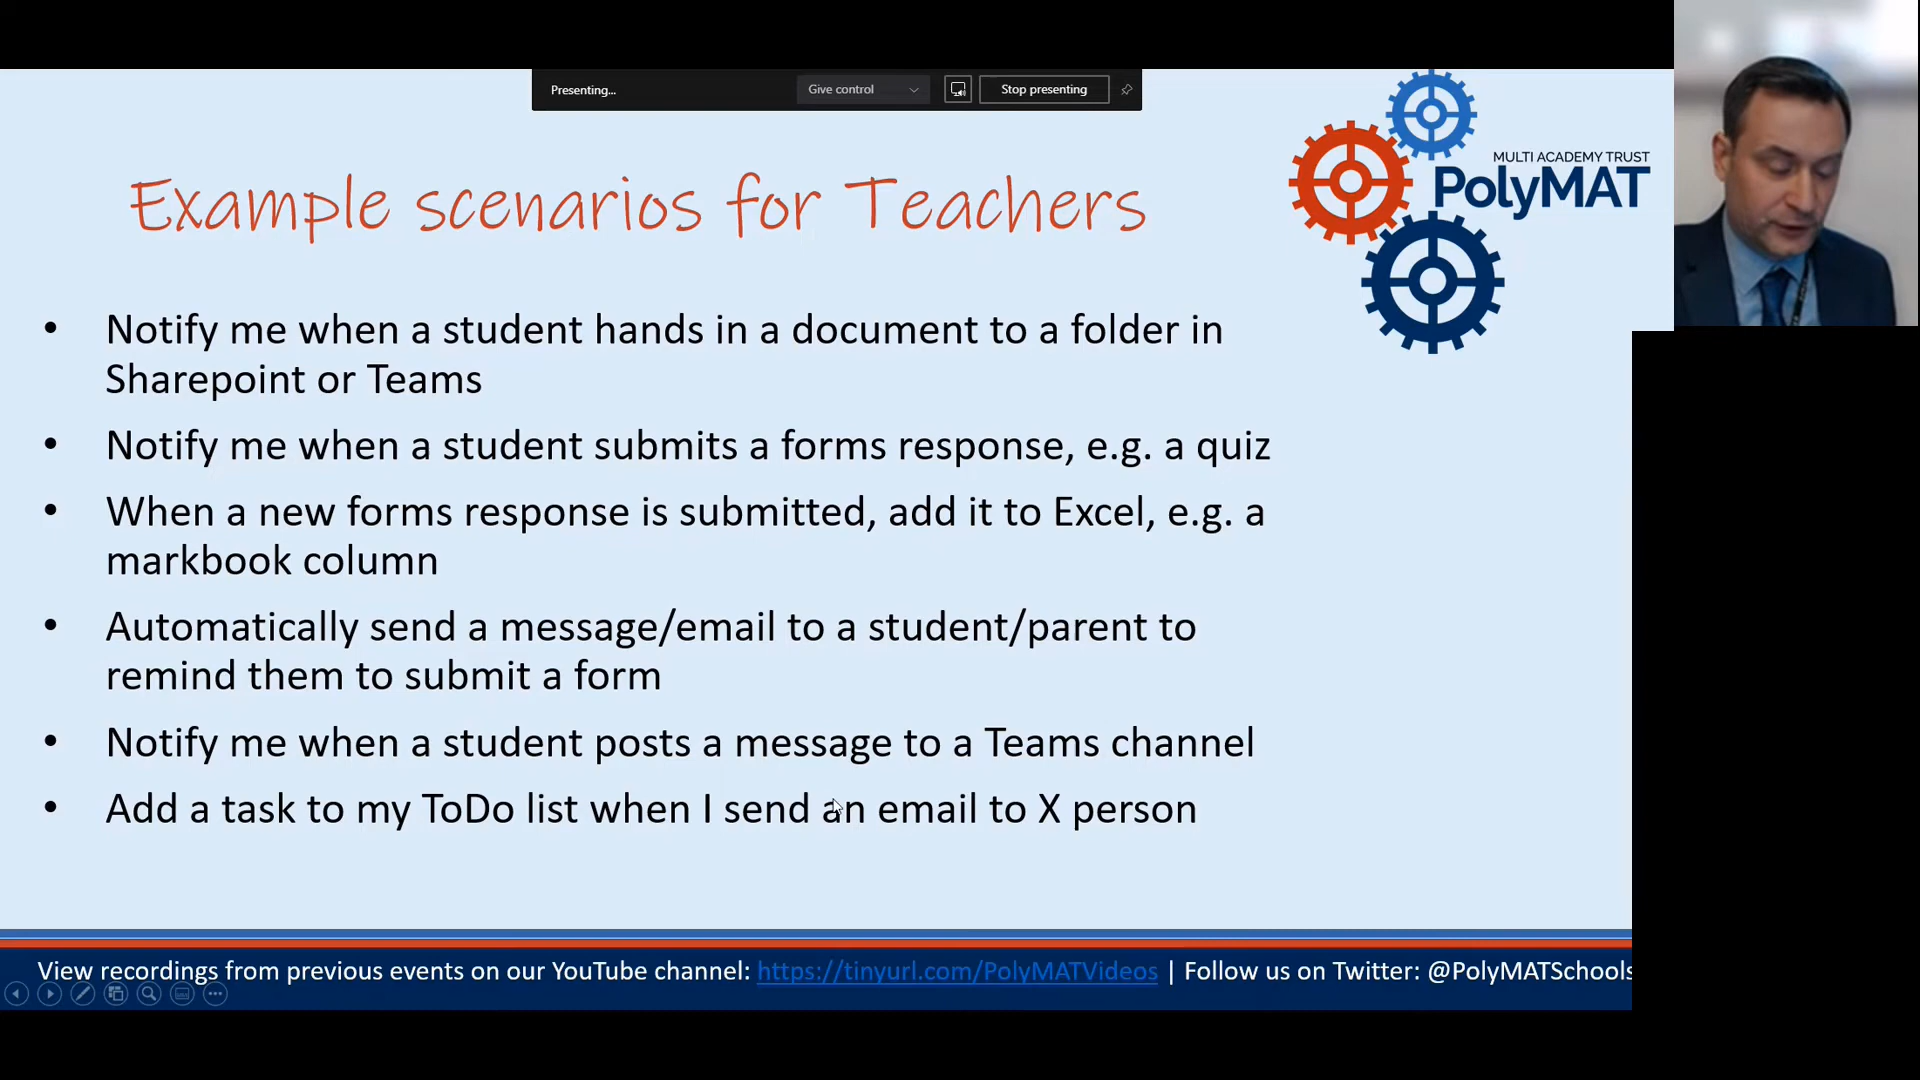 Presenting...
Give control
Stop presenting
MULTI ACADEMY TRUST
PolyMAT
Example scenarios for Teachers
• Notify me when a student hands in a document to a folder in
Sharepoint or Teams
• Notify me when a student submits a forms response, e.g. a quiz
• When a new forms response is submitted, add it to Excel, e.g. a
markbook column
• Automatically send a message/email to a student/parent to
remind them to submit a form
• Notify me when a student posts a message to a Teams channel
• Add a task to my ToDo list when I send an email to X person
View recordings from previous events on our YouTube channel: https://tinyurl.com/PolyMATVideos | Follow us on Twitter: @PolyMATSchools